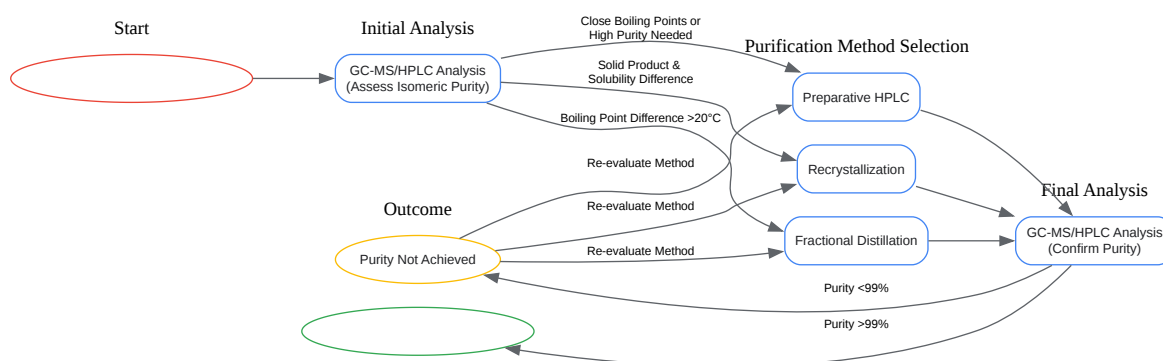 Start
Initial Analysis
GC-MS/HPLC Analysis
(Assess Isomeric Purity)
Close Boiling Points or
High Purity Needed
Solid Product &
Solubility Difference
Boiling Point Difference >20°C
Purification Method Selection
Preparative HPLC
Recrystallization
Fractional Distillation
Re-evaluate Method
Re-evaluate Method
Re-evaluate Method
Outcome
Purity Not Achieved
Final Analysis
GC-MS/HPLC Analysis
(Confirm Purity)
Purity <99%
Purity >99%